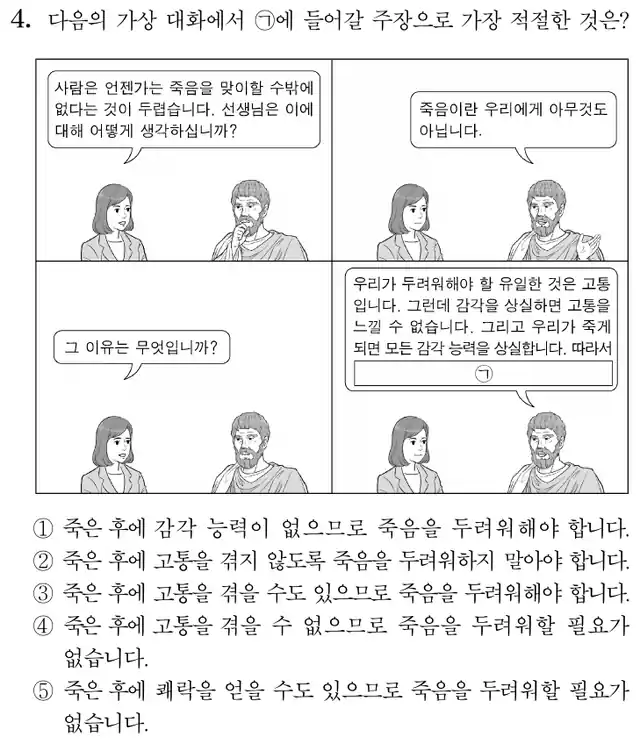 4. 다음의 가상 대화에서 ㉠에 들어갈 주장으로 가장 적절한 것은?
사람은 언젠가는 죽음을 맞이할 수밖에
없다는 것이 두렵습니다. 선생님은 이에
대해 어떻게 생각하십니까?
죽음이란 우리에게 아무것도
아닙니다.
그 이유는 무엇입니까?
우리가 두려워해야 할 유일한 것은 고통
입니다. 그런데 감각을 상실하면 고통을
느낄 수 없습니다. 그리고 우리가 죽게
되면 모든 감각 능력을 상실합니다. 따라서
㉠
① 죽은 후에 감각 능력이 없으므로 죽음을 두려워해야 합니다.
② 죽은 후에 고통을 겪지 않도록 죽음을 두려워하지 말아야 합니다.
③ 죽은 후에 고통을 겪을 수도 있으므로 죽음을 두려워해야 합니다.
④ 죽은 후에 고통을 겪을 수 없으므로 죽음을 두려워할 필요가
없습니다.
⑤ 죽은 후에 쾌락을 얻을 수도 있으므로 죽음을 두려워할 필요가
없습니다.